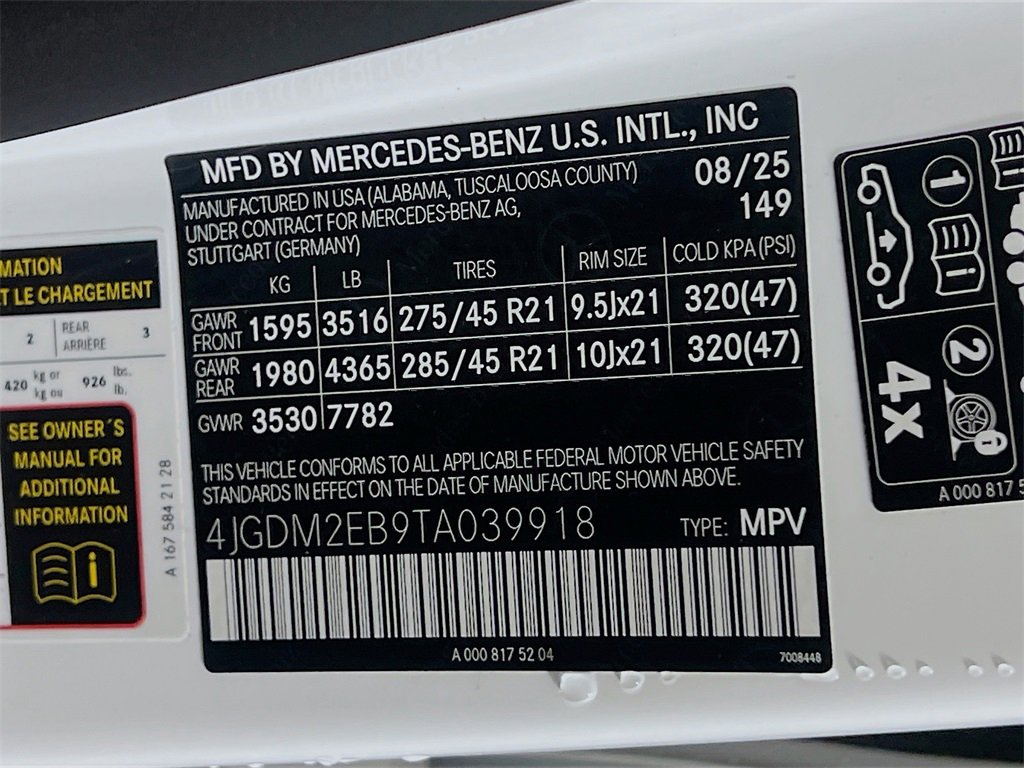 MFD BY MERCEDES-BENZ U.S. INTL., INC
MANUFACTURED IN USA (ALABAMA, TUSCALOOSA COUNTY) 08/25
UNDER CONTRACT FOR MERCEDES-BENZ AG, 149
STUTTGART (GERMANY)
KG LB TIRES RIM SIZE COLD KPA (PSI)
GAWR FRONT 1595 3516 275/45 R21 9.5Jx21 320(47)
GAWR REAR 1980 4365 285/45 R21 10Jx21 320(47)
GVWR 3530 7782
THIS VEHICLE CONFORMS TO ALL APPLICABLE FEDERAL MOTOR VEHICLE SAFETY
STANDARDS IN EFFECT ON THE DATE OF MANUFACTURE SHOWN ABOVE.
4JGDM2EB9TA039918 TYPE: MPV
A 000 817 52 04 7008448
MATION
T LE CHARGEMENT
2 REAR 3
ARRIÈRE
420 kg or 926 lbs.
kg ou lb.
SEE OWNER´S
MANUAL FOR
ADDITIONAL
INFORMATION
i
A 167 584 21 28
1
i
2
4x
A 000 817 5